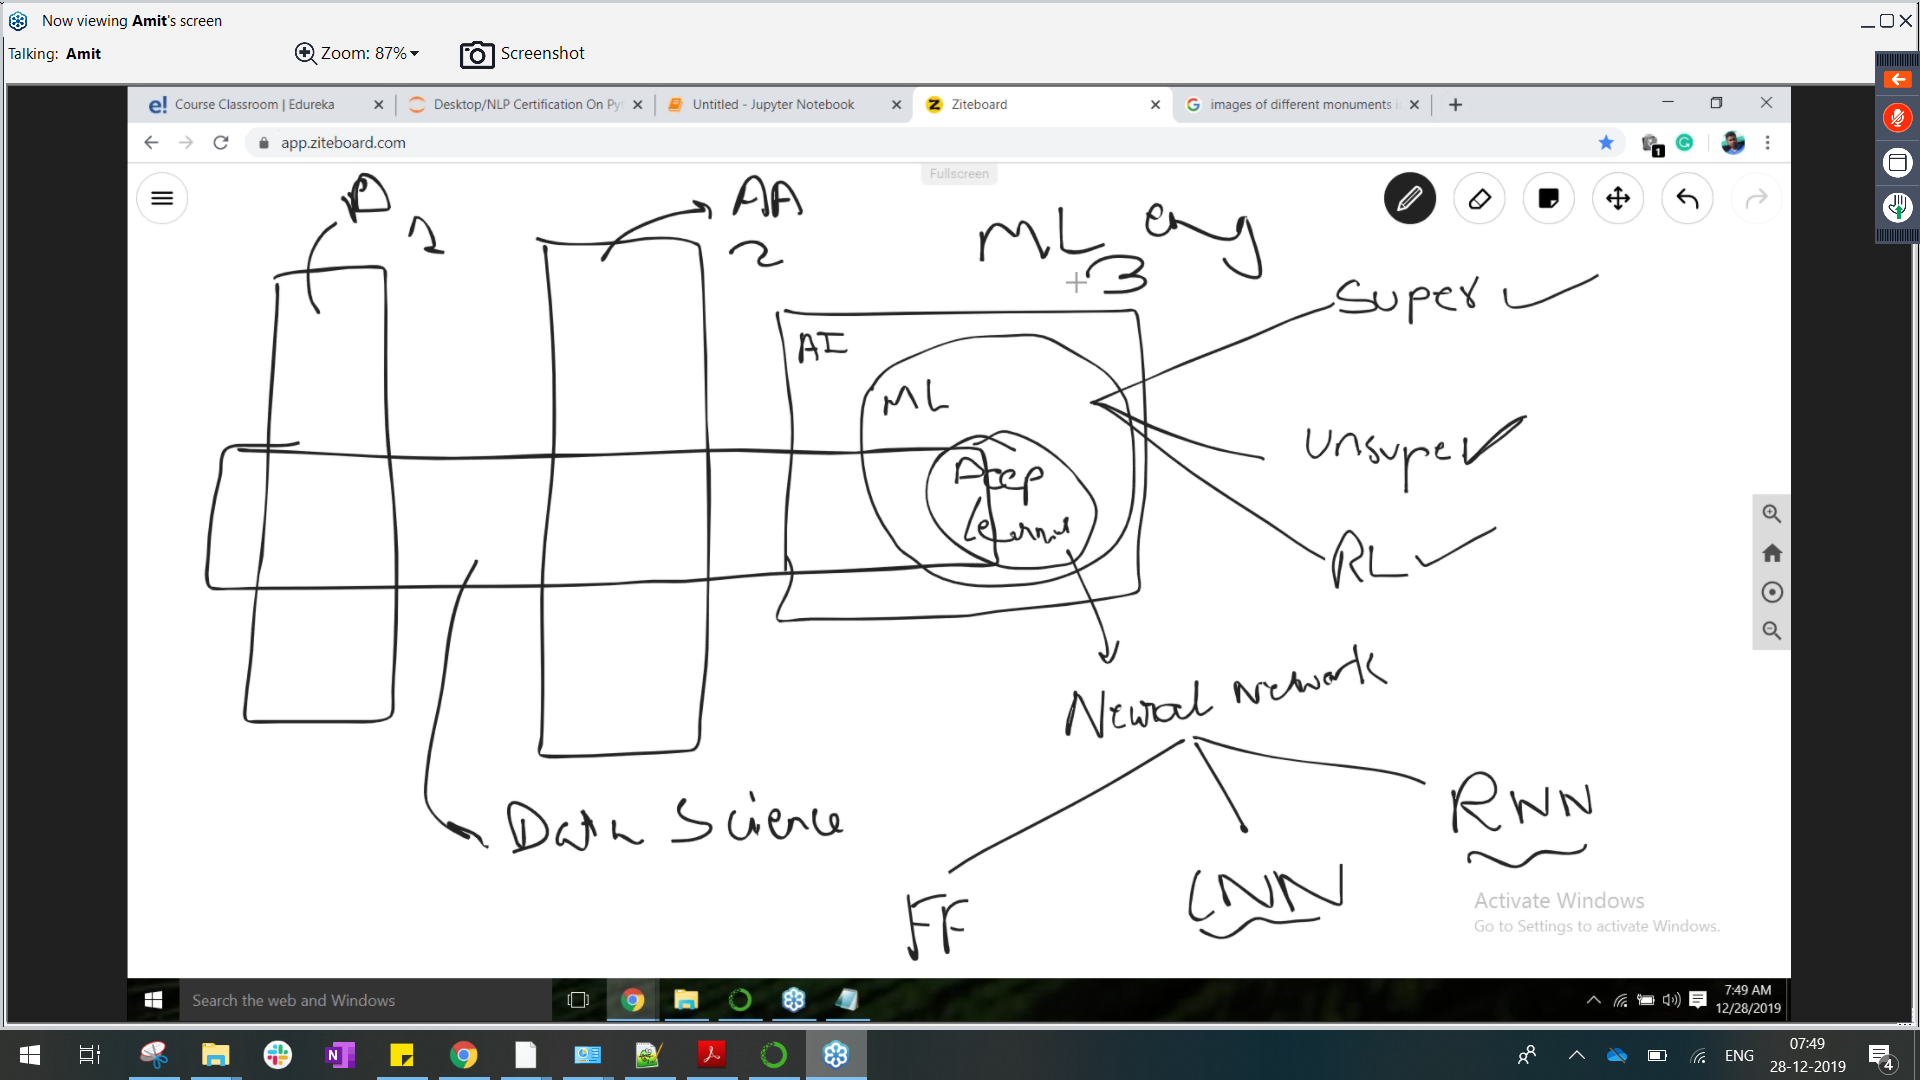 Now viewing Amit's screen
Talking: Amit
Zoom: 87%
Screenshot
Course Classroom | Edureka
Desktop/NLP Certification On Py
Untitled - Jupyter Notebook
Ziteboard
images of different monuments i
app.ziteboard.com
1
Fullscreen
D
1
AA
2
ML eng
3
Super
AI
ML
Unsupe
Deep
RL
Neural Network
Data Science
RNN
FF
CNN
Activate Windows
Go to Settings to activate Windows.
Search the web and Windows
7:49 AM
12/28/2019
ENG
07:49
28-12-2019
4